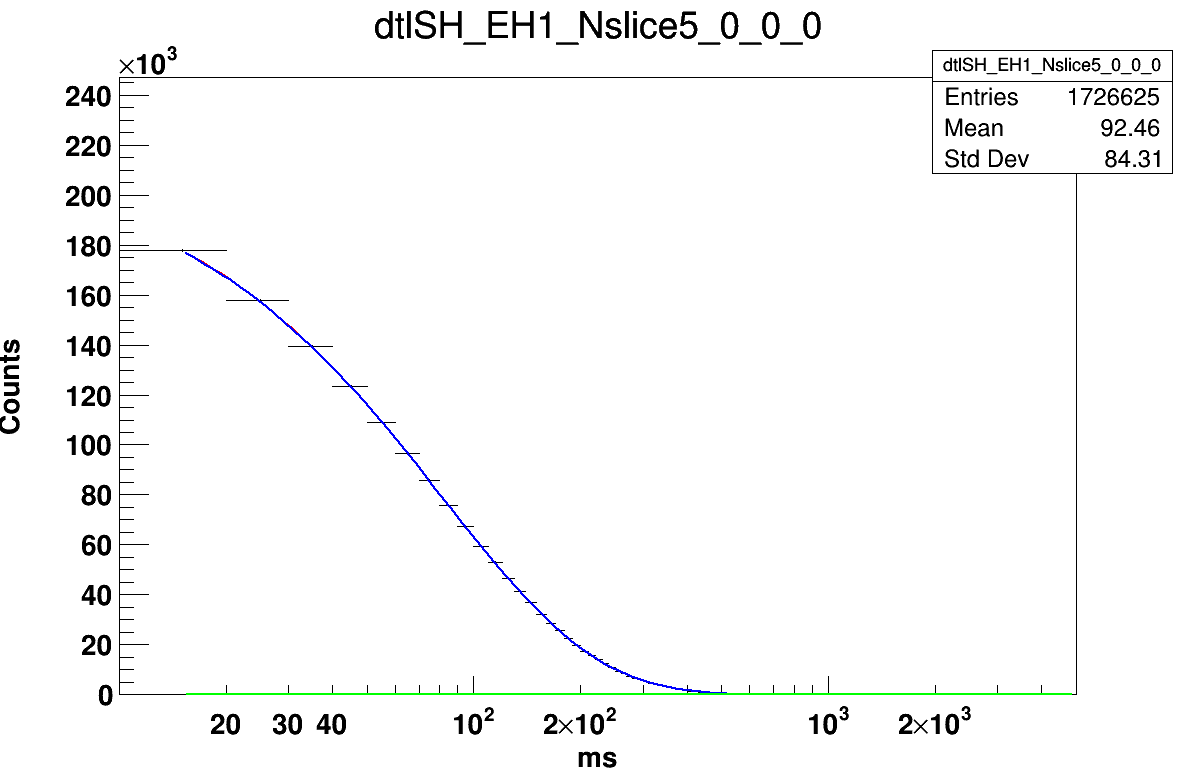 dtlSH_EH1_Nslice5_0_0_0
×10³
dtlSH_EH1_Nslice5_0_0_0
Entries 1726625
Mean 92.46
Std Dev 84.31
240
220
200
180
160
140
120
100
80
60
40
20
0
Counts
20 30 40 10² 2×10² 10³ 2×10³
ms